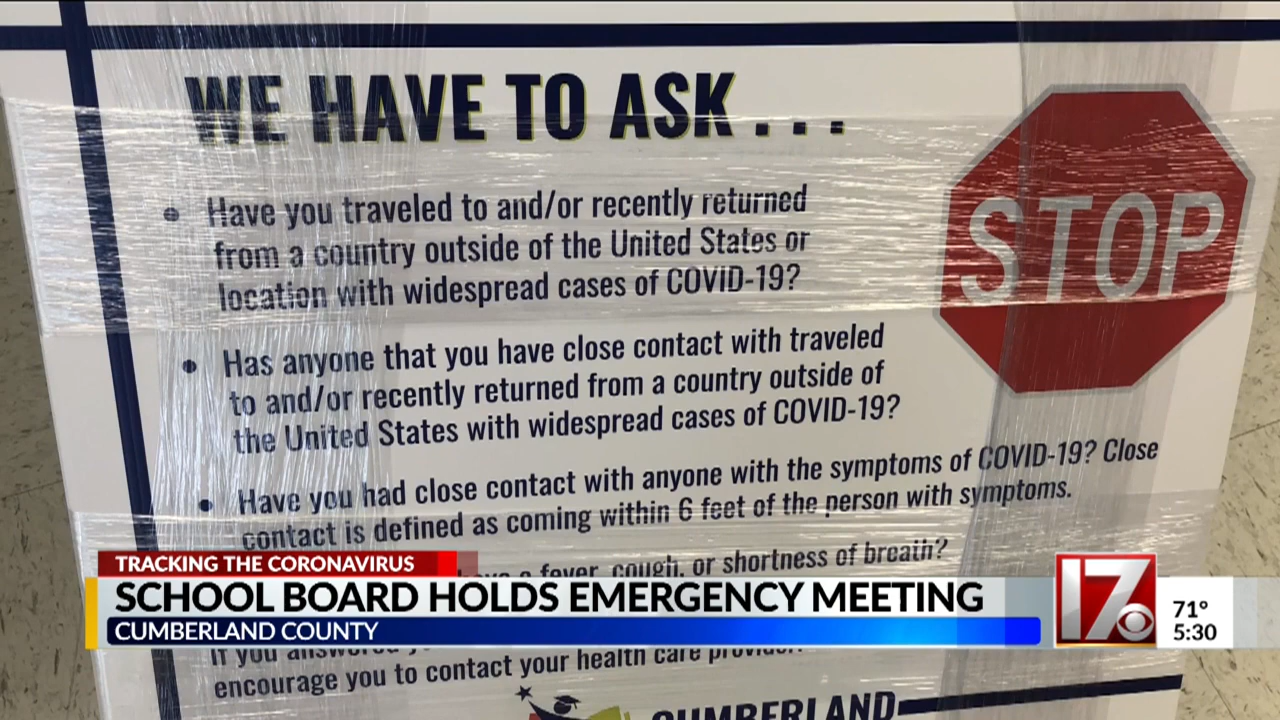 WE HAVE TO ASK . . .
• Have you traveled to and/or recently returned
from a country outside of the United States or
location with widespread cases of COVID-19?
• Has anyone that you have close contact with traveled
to and/or recently returned from a country outside of
the United States with widespread cases of COVID-19?
• Have you had close contact with anyone with the symptoms of COVID-19? Close
contact is defined as coming within 6 feet of the person with symptoms.
a fever, cough, or shortness of breath?
If you answered
encourage you to contact your health care
CUMBERLAND
STOP
TRACKING THE CORONAVIRUS
SCHOOL BOARD HOLDS EMERGENCY MEETING
CUMBERLAND COUNTY
17
71°
5:30